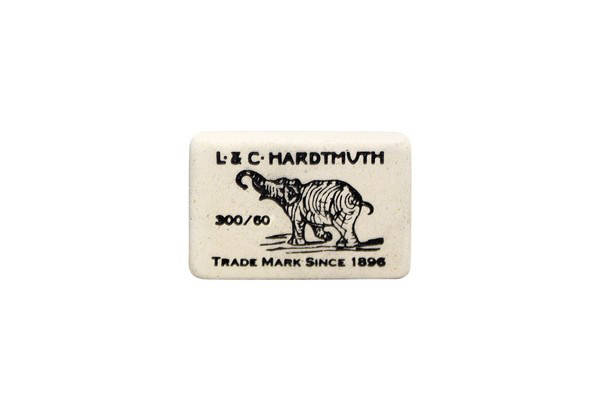 L·&C·HARDTMUTH
300/60
TRADE MARK SINCE 1896